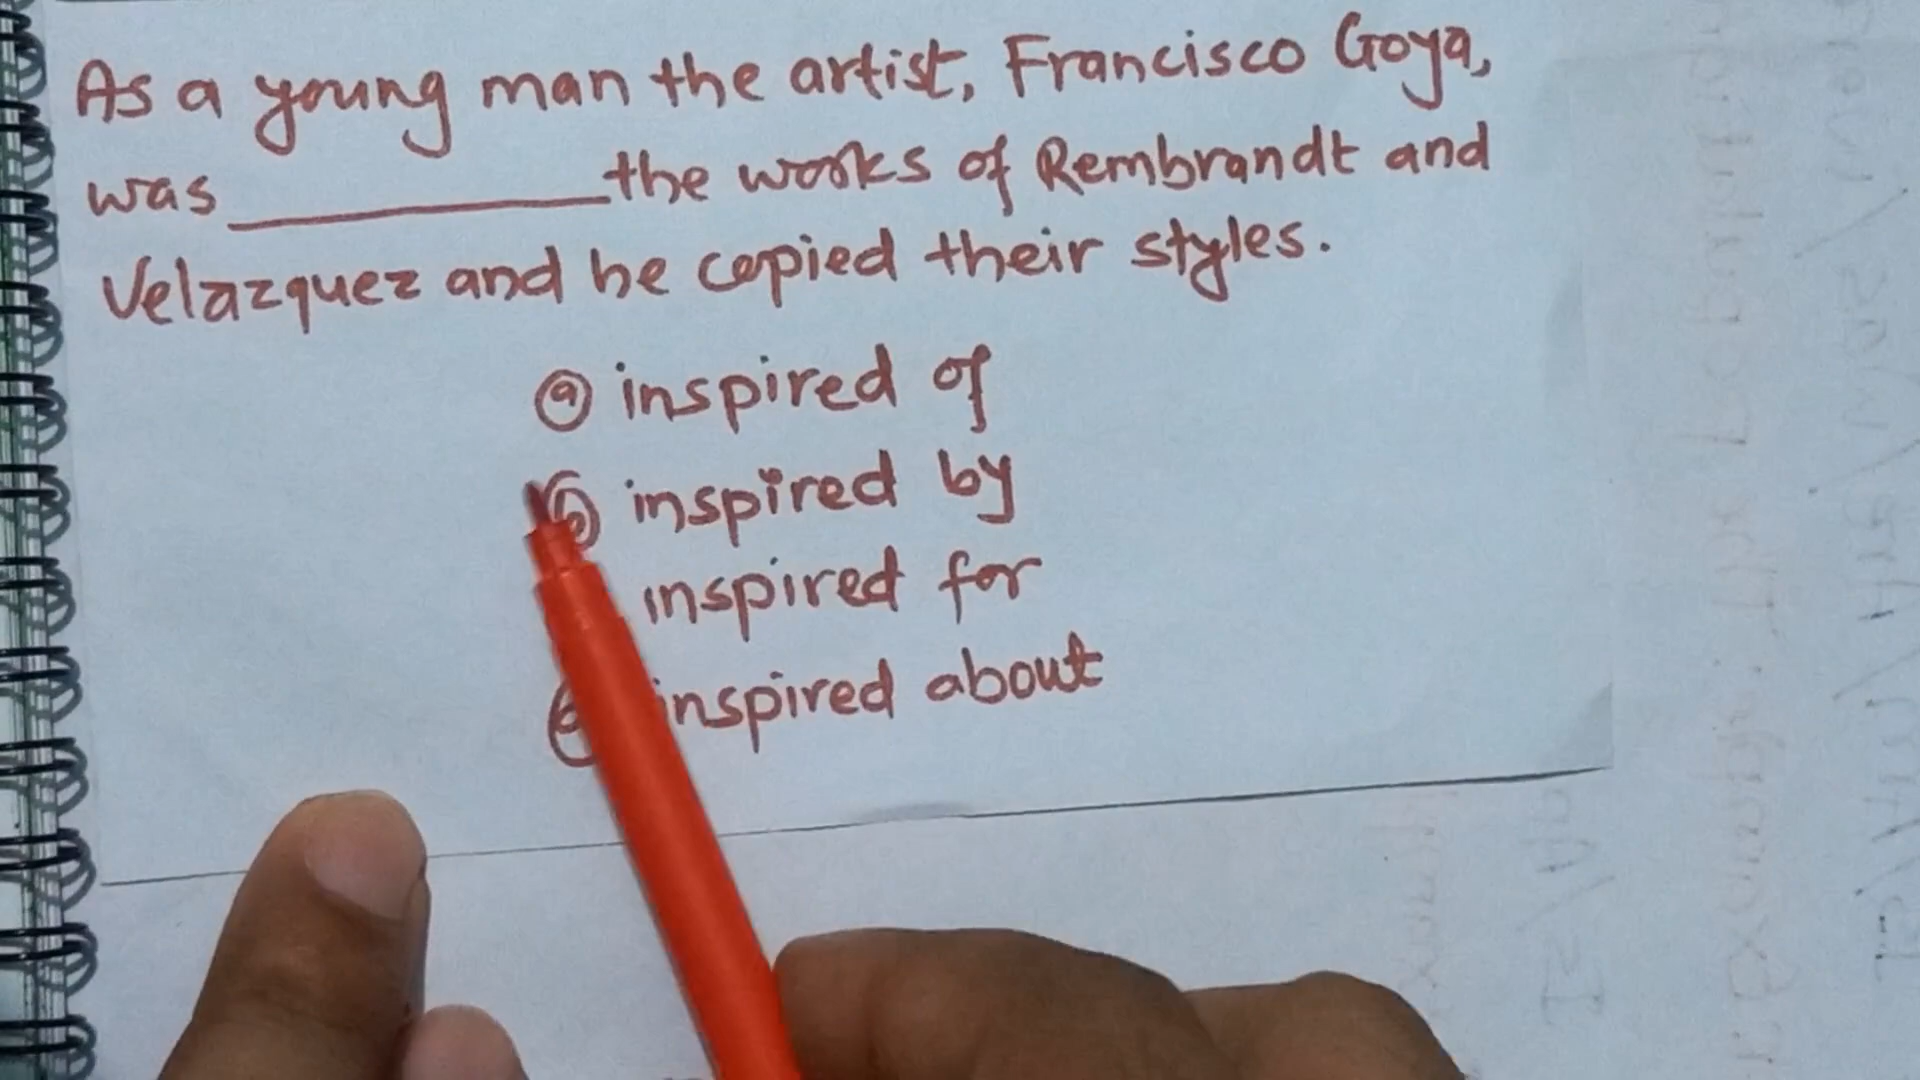 As a young man the artist, Francisco Goya,
was ____________ the works of Rembrandt and
Velazquez and he copied their styles.
ⓐ inspired of
ⓑ inspired by
inspired for
inspired about